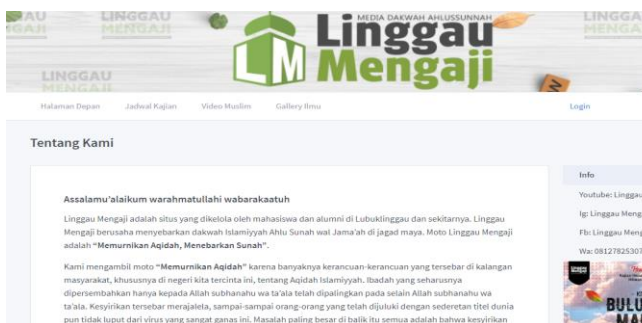 LINGGAU
MENGAJI
MEDIA DAKWAH AHLUSSUNNAH
Linggau
Mengaji
LM
LINGGAU
Halaman Depan
Jadwal Kajian
Video Muslim
Gallery Ilmu
Login
Tentang Kami
Assalamu'alaikum warahmatullahi wabarakaatuh
Linggau Mengaji adalah situs yang dikelola oleh mahasiswa dan alumni di Lubuklinggau dan sekitarnya. Linggau
Mengaji berusaha menyebarkan dakwah Islamiyyah Ahlu Sunah wal Jama'ah di jagad maya. Moto Linggau Mengaji
adalah "Memurnikan Aqidah, Menebarkan Sunah".
Kami mengambil moto "Memurnikan Aqidah" karena banyaknya kerancuan-kerancuan yang tersebar di kalangan
masyarakat, khususnya di negeri kita tercinta ini, tentang Aqidah Islamiyyah. Ibadah yang seharusnya
dipersembahkan hanya kepada Allah subhanahu wa ta'ala telah dipalingkan pada selain Allah subhanahu wa
ta'ala. Kesyirikan tersebar merajalela, sampai-sampai orang-orang yang telah dijuluki dengan sederetan titel dunia
pun tidak luput dari virus yang sangat ganas ini. Masalah paling besar di balik itu semua adalah bahwa kesyirikan
Info
Youtube: Linggau
Ig: Linggau Meng
Fb: Linggau Meng
Wa: 0812782530
BULU
MA